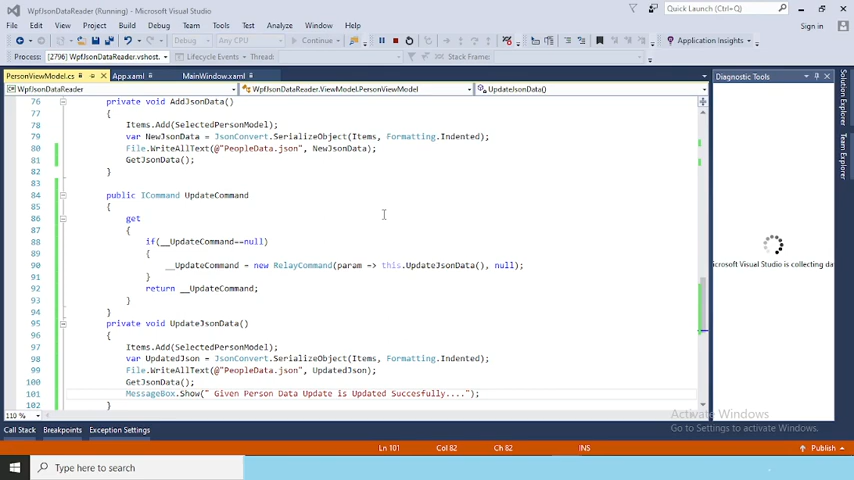 WpfJsonDataReader (Running) - Microsoft Visual Studio
Quick Launch (Ctrl+Q)
File Edit View Project Build Debug Team Tools Test Analyze Window Help
Sign in
Debug Any CPU Continue Application Insights
Process: [2796] WpfJsonDataReader.vshost. Lifecycle Events Thread: Stack Frame:
PersonViewModel.cs App.xaml MainWindow.xaml
Diagnostic Tools
WpfJsonDataReader WpfJsonDataReader.ViewModel.PersonViewModel UpdateJsonData()
76 private void AddJsonData()
77 {
78 Items.Add(SelectedPersonModel);
79 var NewJsonData = JsonConvert.SerializeObject(Items, Formatting.Indented);
80 File.WriteAllText(@"PeopleData.json", NewJsonData);
81 GetJsonData();
82 }
83
84 public ICommand UpdateCommand
85 {
86 get
87 {
88 if(__UpdateCommand==null)
89 {
90 __UpdateCommand = new RelayCommand(param => this.UpdateJsonData(), null);
91 }
92 return __UpdateCommand;
93 }
94 }
95 private void UpdateJsonData()
96 {
97 Items.Add(SelectedPersonModel);
98 var UpdatedJson = JsonConvert.SerializeObject(Items, Formatting.Indented);
99 File.WriteAllText(@"PeopleData.json", UpdatedJson);
100 GetJsonData();
101 MessageBox.Show(" Given Person Data Update is Updated Succesfully....");
102 }
icrosoft Visual Studio is collecting da
Solution Explorer
Team Explorer
110 %
Activate Windows
Go to Settings to activate Windows.
Call Stack Breakpoints Exception Settings
Ln 101 Col 82 Ch 82 INS Publish
Type here to search